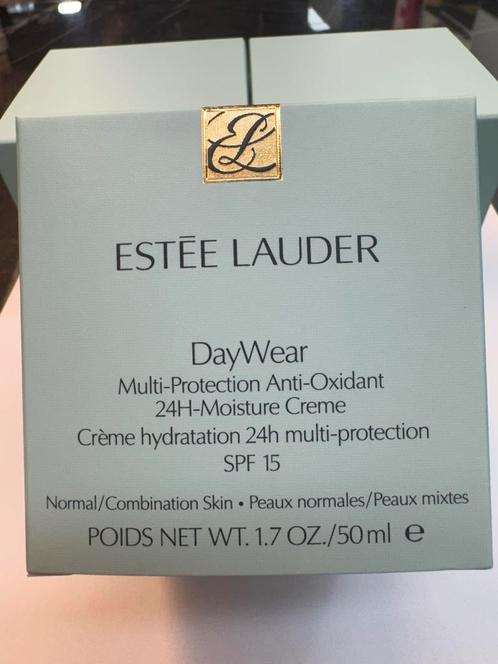 EL
ESTĒE LAUDER
DayWear
Multi-Protection Anti-Oxidant
24H-Moisture Creme
Crème hydratation 24h multi-protection
SPF 15
Normal/Combination Skin • Peaux normales/Peaux mixtes
POIDS NET WT. 1.7 OZ./50 ml ℮